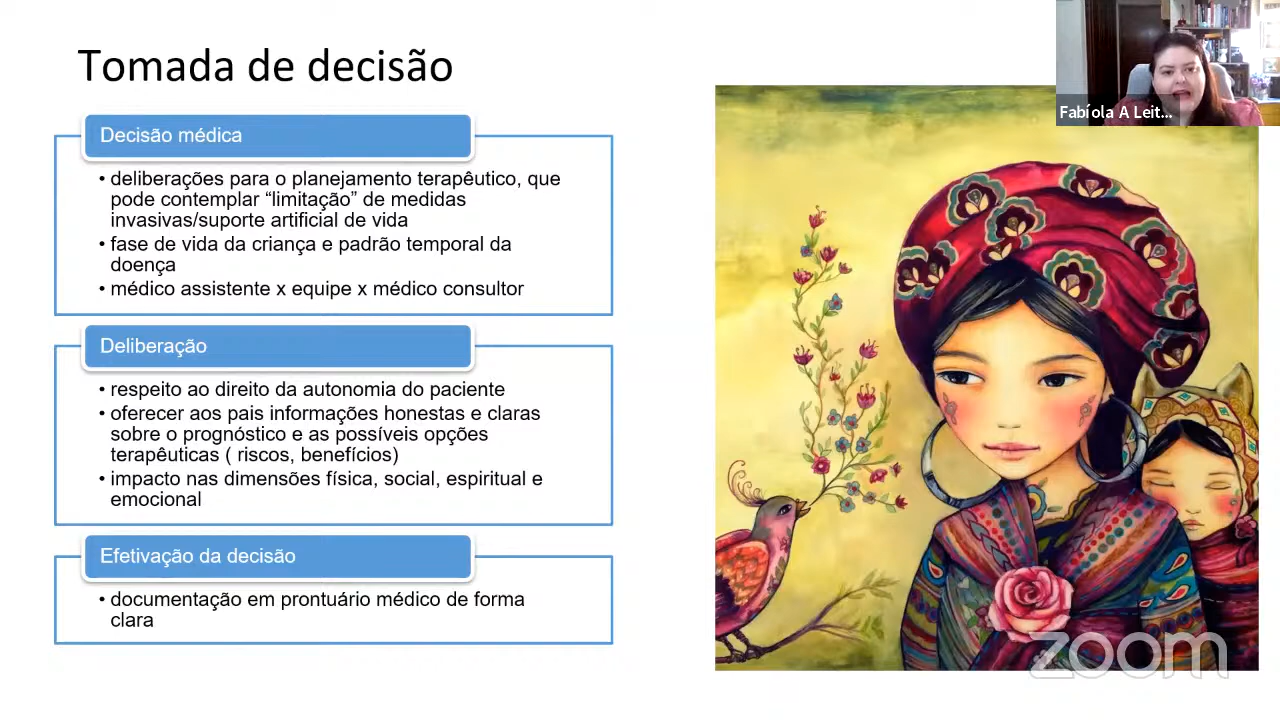 Tomada de decisão
Decisão médica
• deliberações para o planejamento terapêutico, que
pode contemplar “limitação” de medidas
invasivas/suporte artificial de vida
• fase de vida da criança e padrão temporal da
doença
• médico assistente x equipe x médico consultor
Deliberação
• respeito ao direito da autonomia do paciente
• oferecer aos pais informações honestas e claras
sobre o prognóstico e as possíveis opções
terapêuticas ( riscos, benefícios)
• impacto nas dimensões física, social, espiritual e
emocional
Efetivação da decisão
• documentação em prontuário médico de forma
clara
Fabíola A Leit...
zoom